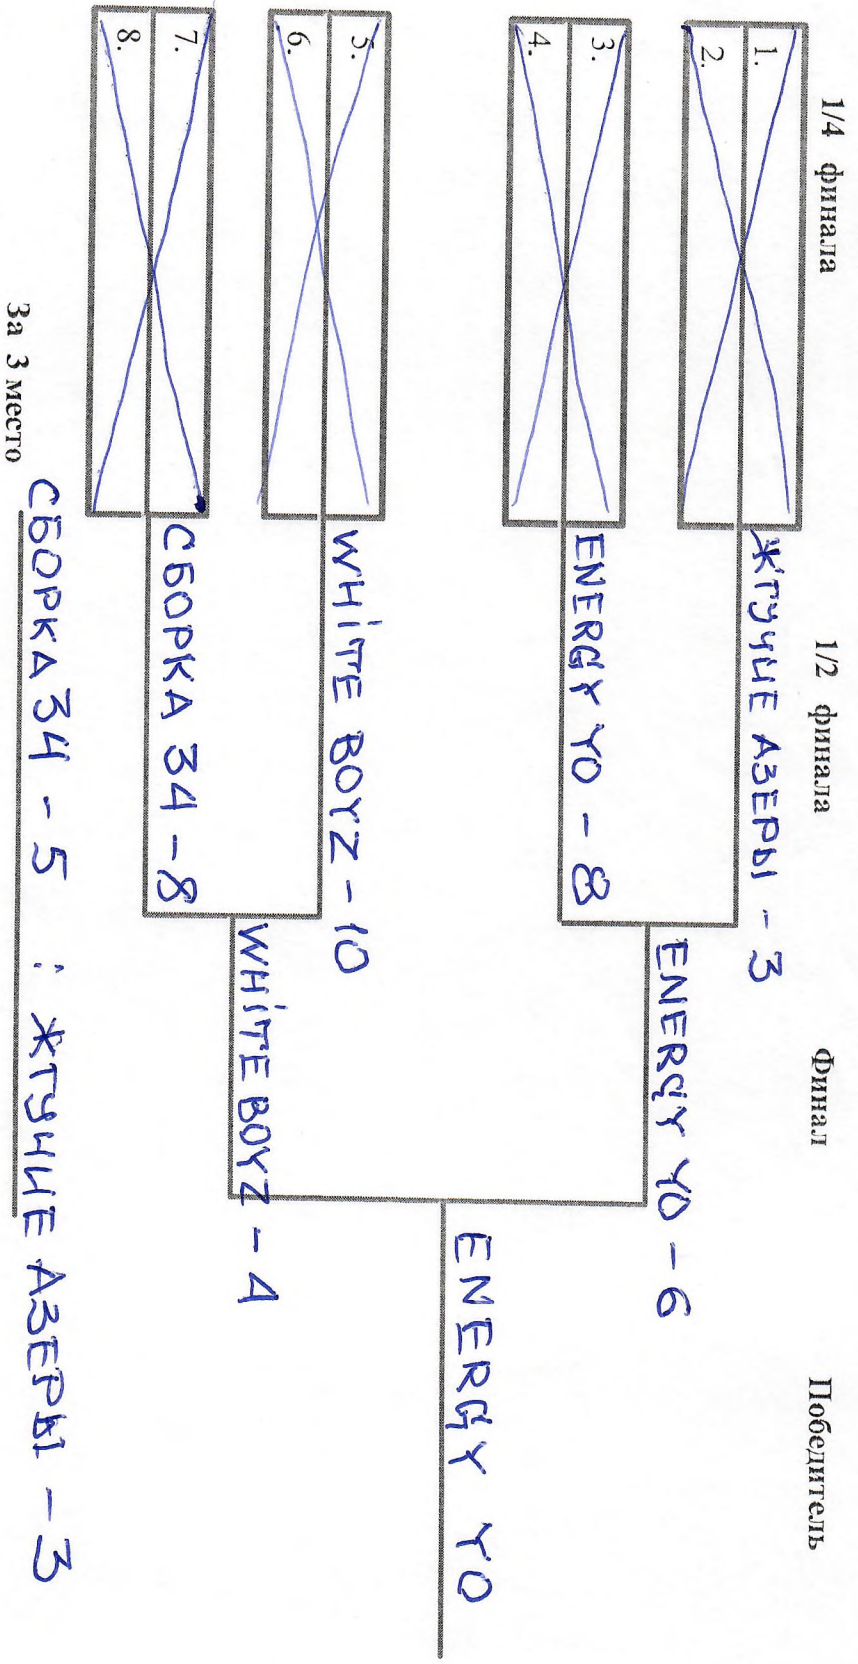 1/4 финала 1/2 финала Финал Победитель
1.
ЖГУЧИЕ АЗЕРЫ - 3
2.
ENERGY YO - 6
3.
ENERGY YO - 8
4.
ENERGY YO
5.
WHITE BOYZ - 10
6.
WHITE BOYZ - 4
7.
СБОРКА 34 - 8
8.
За 3 место
СБОРКА 34 - 5 : ЖГУЧИЕ АЗЕРЫ - 3